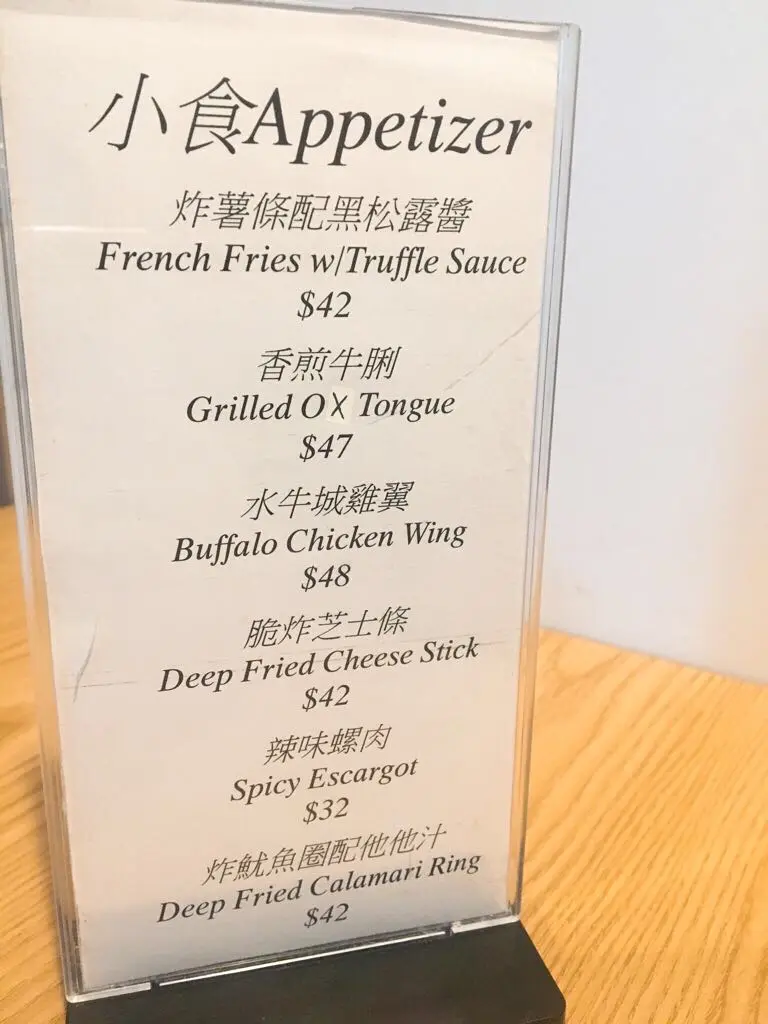 小食Appetizer
炸薯條配黑松露醬
French Fries w/Truffle Sauce
$42
香煎牛脷
Grilled OX Tongue
$47
水牛城雞翼
Buffalo Chicken Wing
$48
脆炸芝士條
Deep Fried Cheese Stick
$42
辣味螺肉
Spicy Escargot
$32
炸魷魚圈配他他汁
Deep Fried Calamari Ring
$42